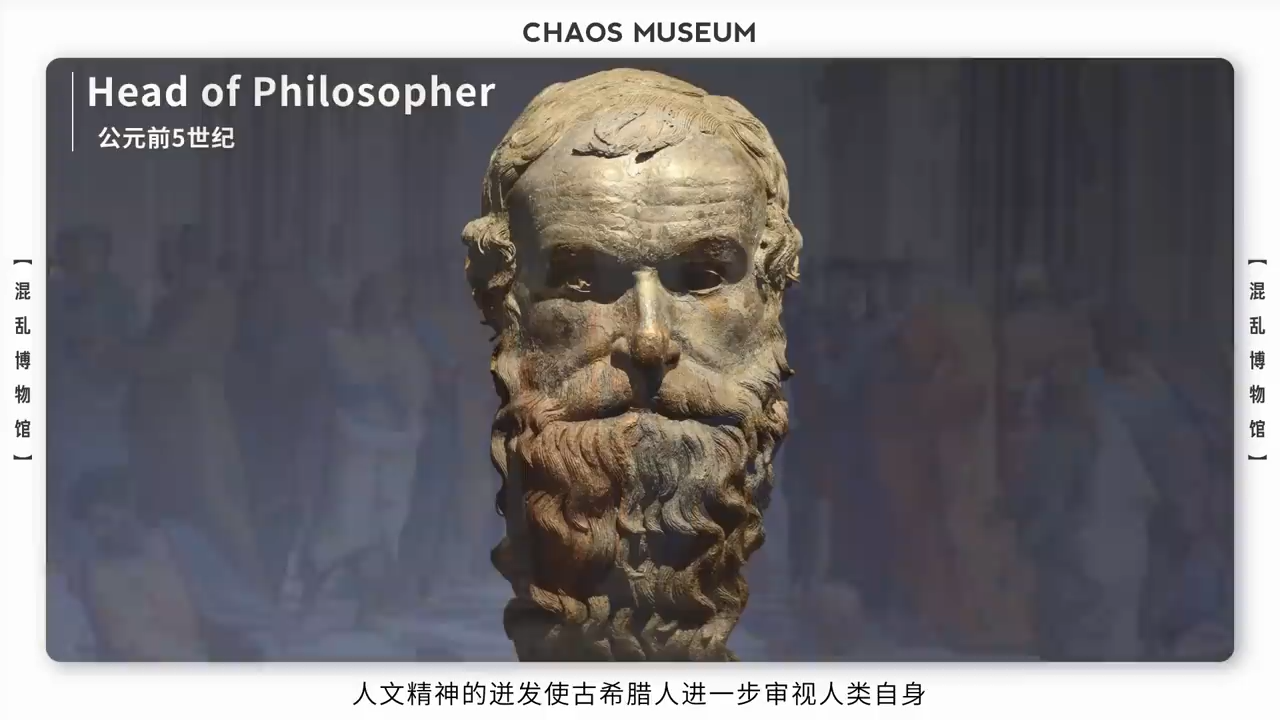 CHAOS MUSEUM
Head of Philosopher
公元前5世纪
【混乱博物馆】
【混乱博物馆】
人文精神的迸发使古希腊人进一步审视人类自身